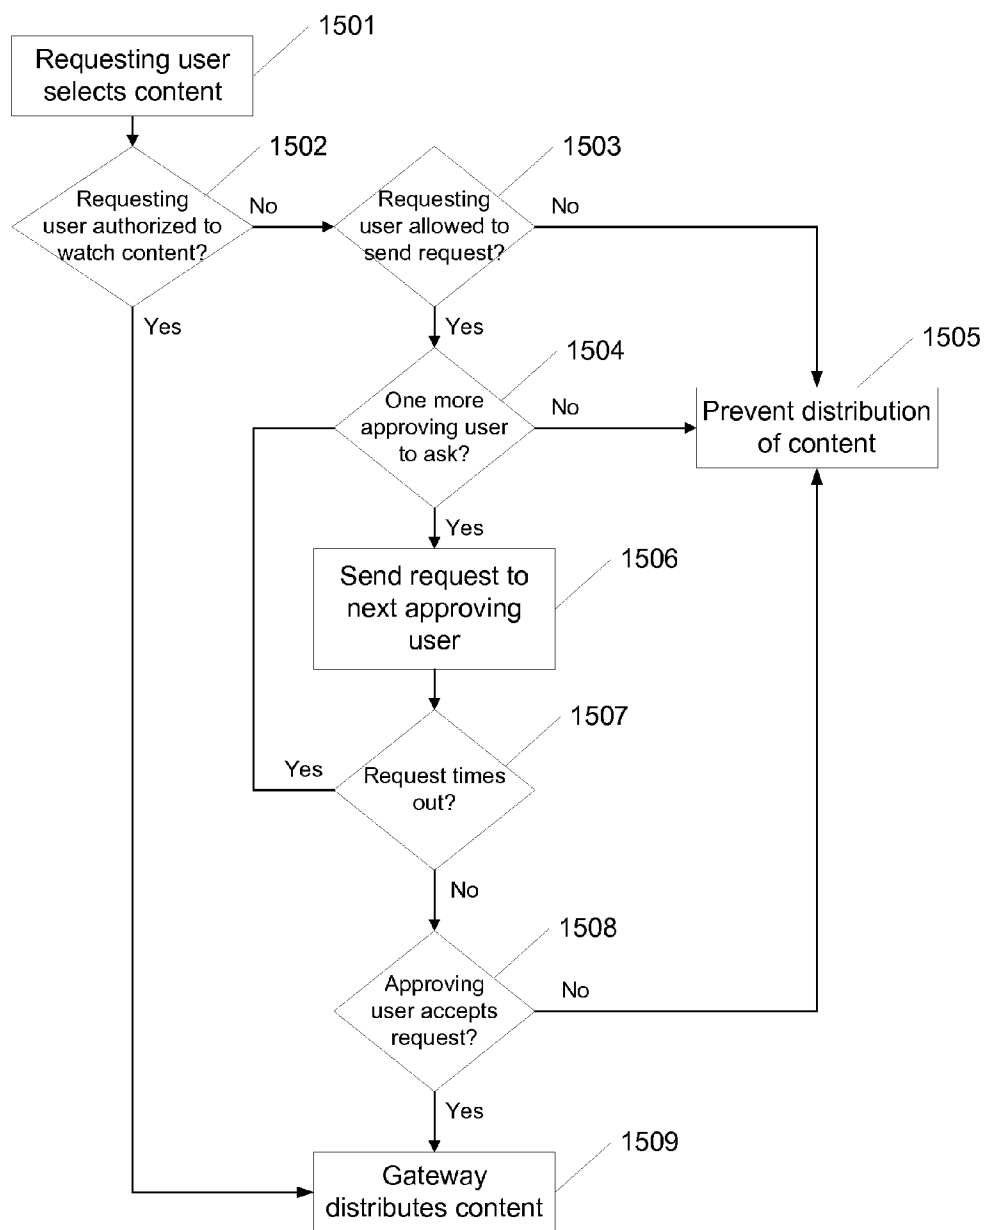 1501
Requesting user
selects content
1502
Requesting
user authorized to
watch content?
No
Yes
1503
Requesting
user allowed to
send request?
No
Yes
1504
One more
approving user
to ask?
No
Yes
1505
Prevent distribution
of content
1506
Send request to
next approving
user
1507
Request times
out?
Yes
No
1508
Approving
user accepts
request?
No
Yes
1509
Gateway
distributes content